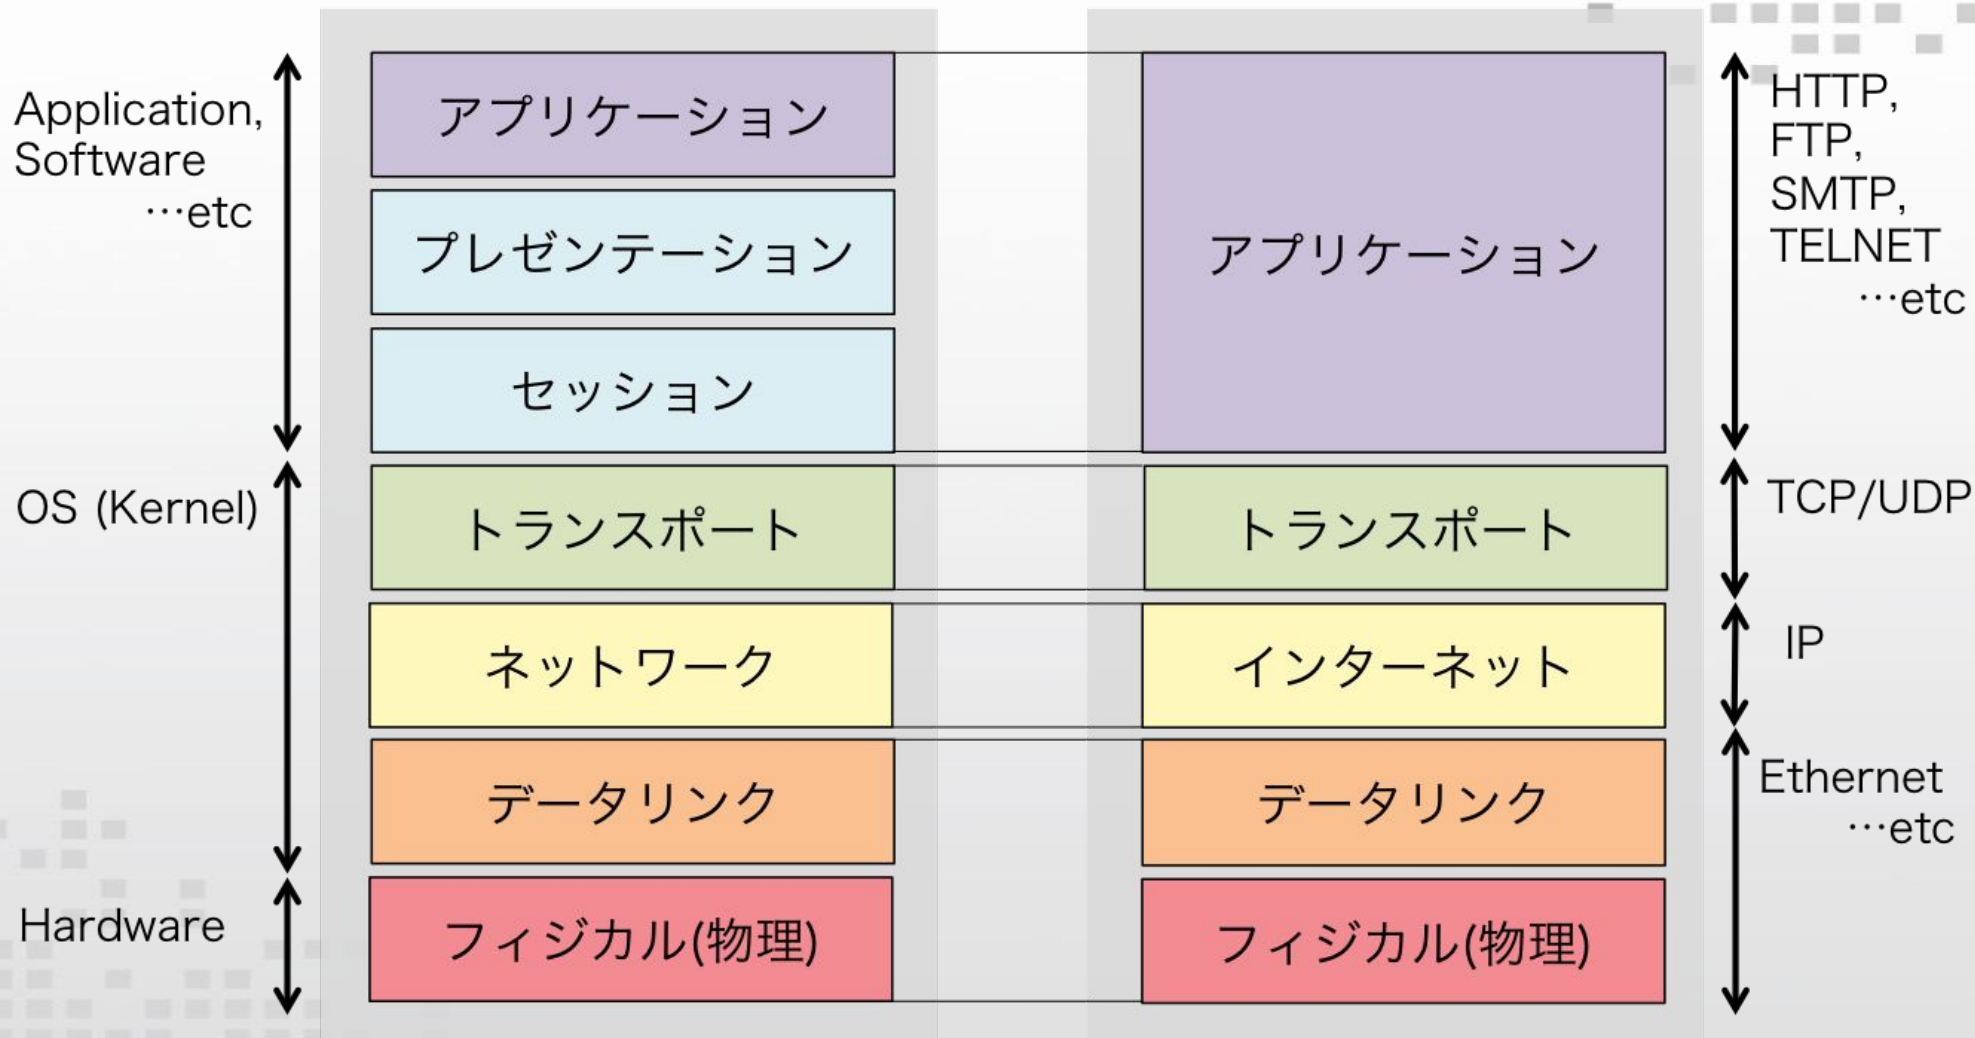 Application,
Software
…etc
OS (Kernel)
Hardware
アプリケーション
プレゼンテーション
セッション
トランスポート
ネットワーク
データリンク
フィジカル(物理)
アプリケーション
トランスポート
インターネット
データリンク
フィジカル(物理)
HTTP,
FTP,
SMTP,
TELNET
…etc
TCP/UDP
IP
Ethernet
…etc